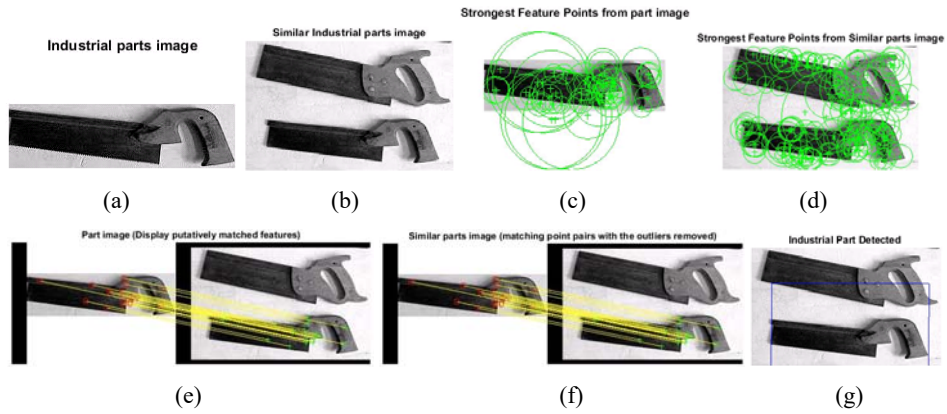 Industrial parts image
Similar Industrial parts image
Strongest Feature Points from part image
Strongest Feature Points from Similar parts image
(a)
(b)
(c)
(d)
Part image (Display putatively matched features)
Similar parts image (matching point pairs with the outliers removed)
Industrial Part Detected
(e)
(f)
(g)